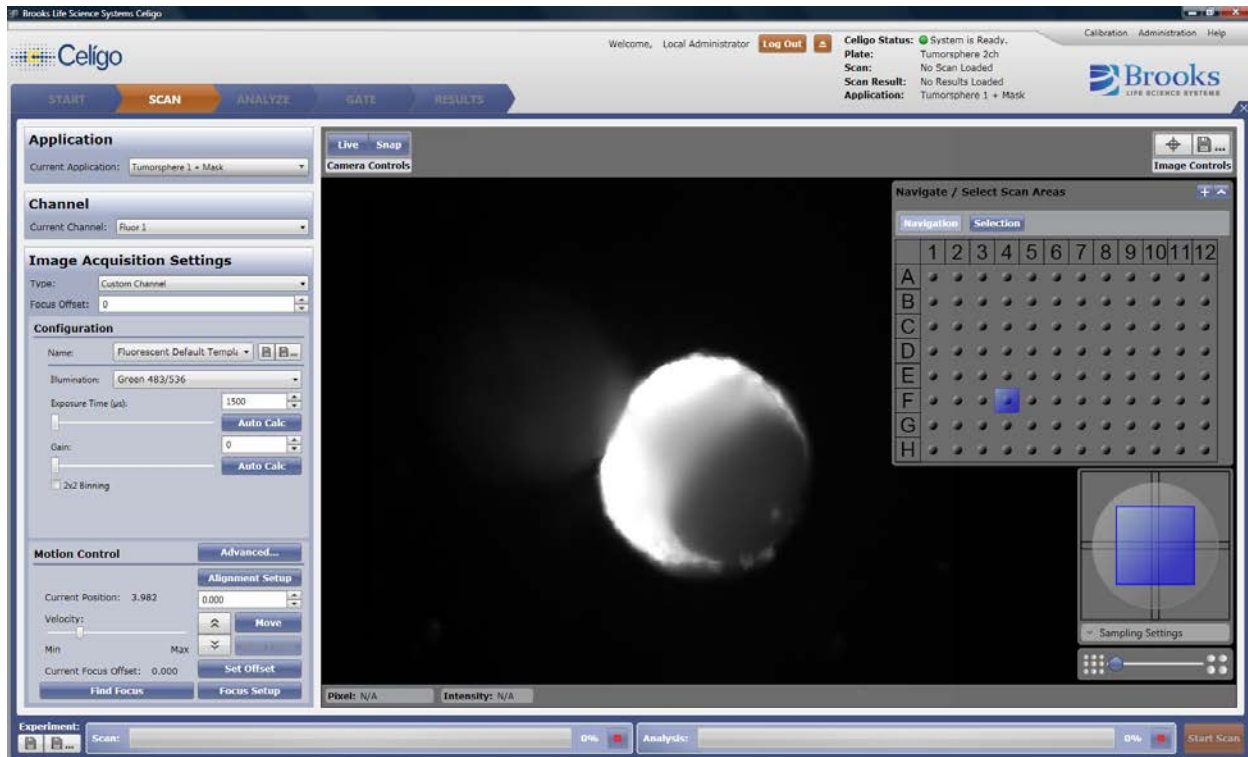 Brooks Life Science Systems Celigo
Celigo
Welcome, Local Administrator
Log Out
Celigo Status: System is Ready.
Plate: Tumorsphere 2ch
Scan: No Scan Loaded
Scan Result: No Results Loaded
Application: Tumorsphere 1 + Mask
Calibration Administration Help
Brooks
LIFE SCIENCE SYSTEMS
START SCAN ANALYZE GATE RESULTS
Application
Current Application: Tumorsphere 1 + Mask
Channel
Current Channel: Fluor 1
Image Acquisition Settings
Type: Custom Channel
Focus Offset: 0
Configuration
Name: Fluorescent Default Templ
Illumination: Green 483/536
Exposure Time (µs): 1500
Auto Calc
Gain: 0
Auto Calc
2x2 Binning
Motion Control Advanced...
Alignment Setup
Current Position: 3.982 0.000
Velocity: Move
Min Max
Current Focus Offset: 0.000 Set Offset
Find Focus Focus Setup
Live Snap
Camera Controls
Image Controls
Navigate / Select Scan Areas
Navigation Selection
1 2 3 4 5 6 7 8 9 10 11 12
A
B
C
D
E
F
G
H
Sampling Settings
Pixel: N/A Intensity: N/A
Experiment:
Scan: 0% Analysis: 0% Start Scan